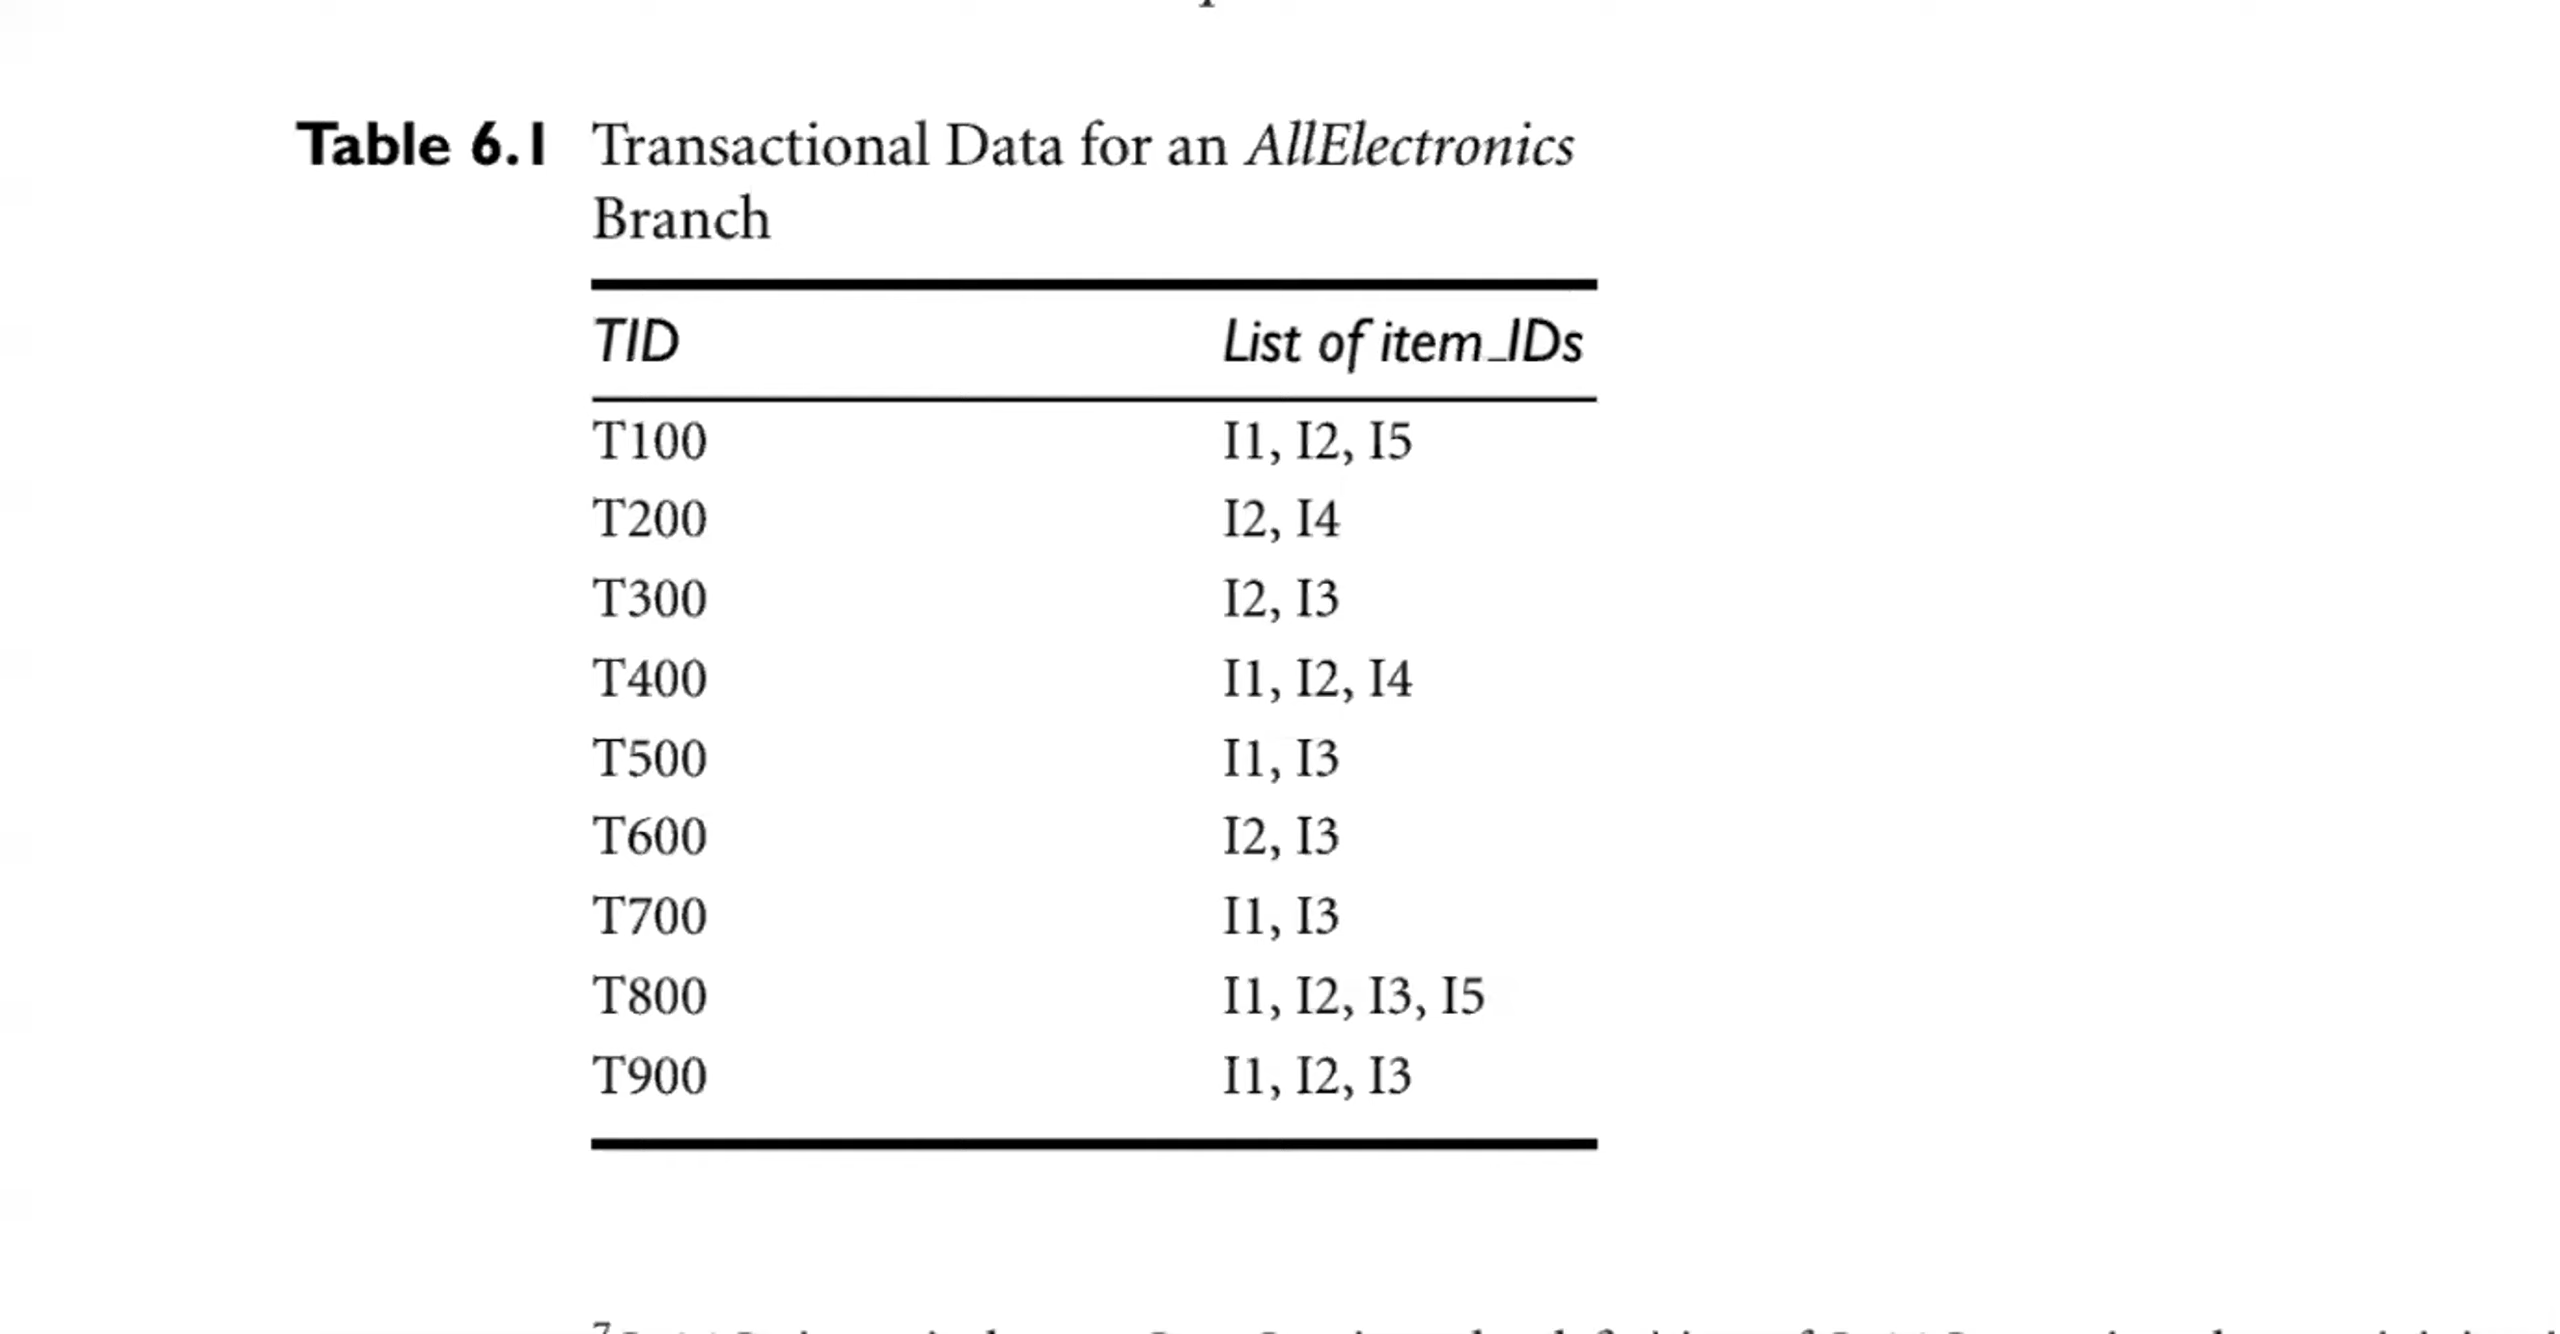 Table 6.1 Transactional Data for an AllElectronics
Branch
TID List of item_IDs
T100 I1, I2, I5
T200 I2, I4
T300 I2, I3
T400 I1, I2, I4
T500 I1, I3
T600 I2, I3
T700 I1, I3
T800 I1, I2, I3, I5
T900 I1, I2, I3